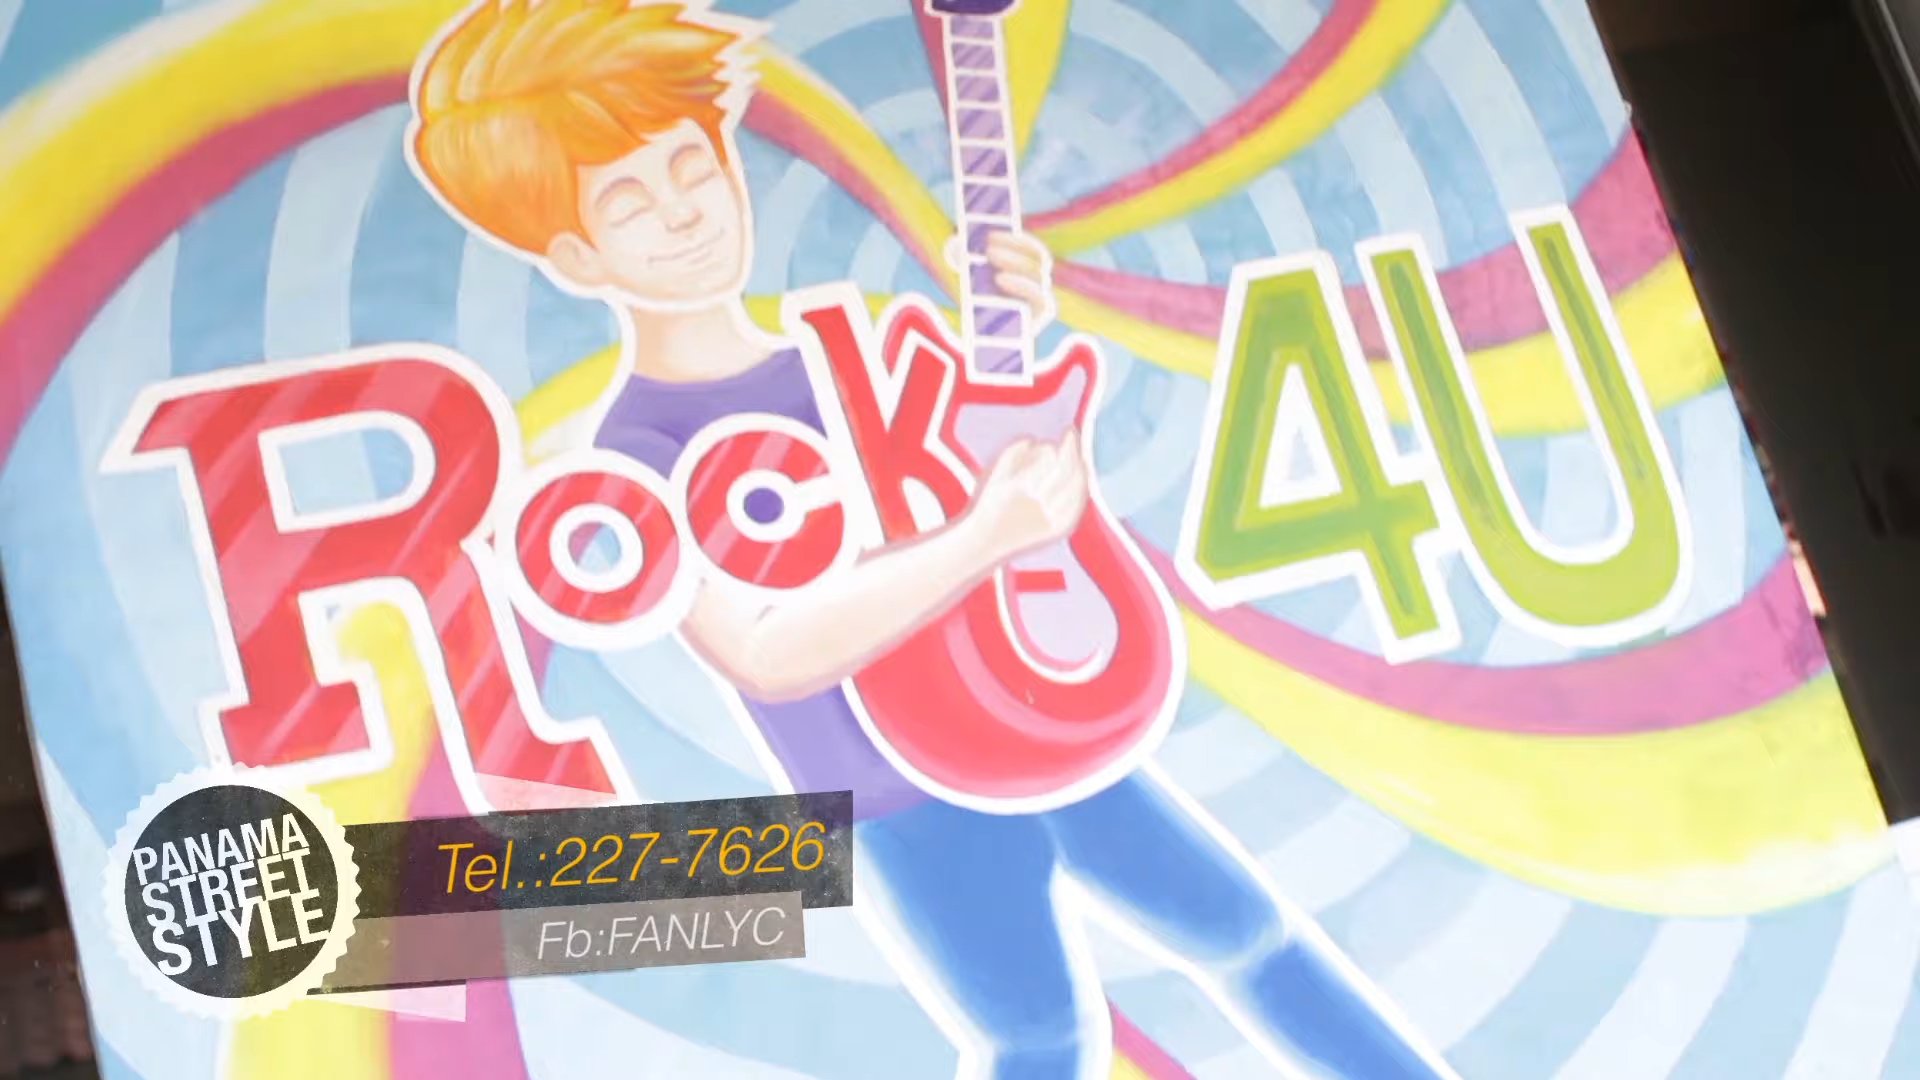 Rock 4U
PANAMA
STREET
STYLE
Tel.:227-7626
Fb:FANLYC